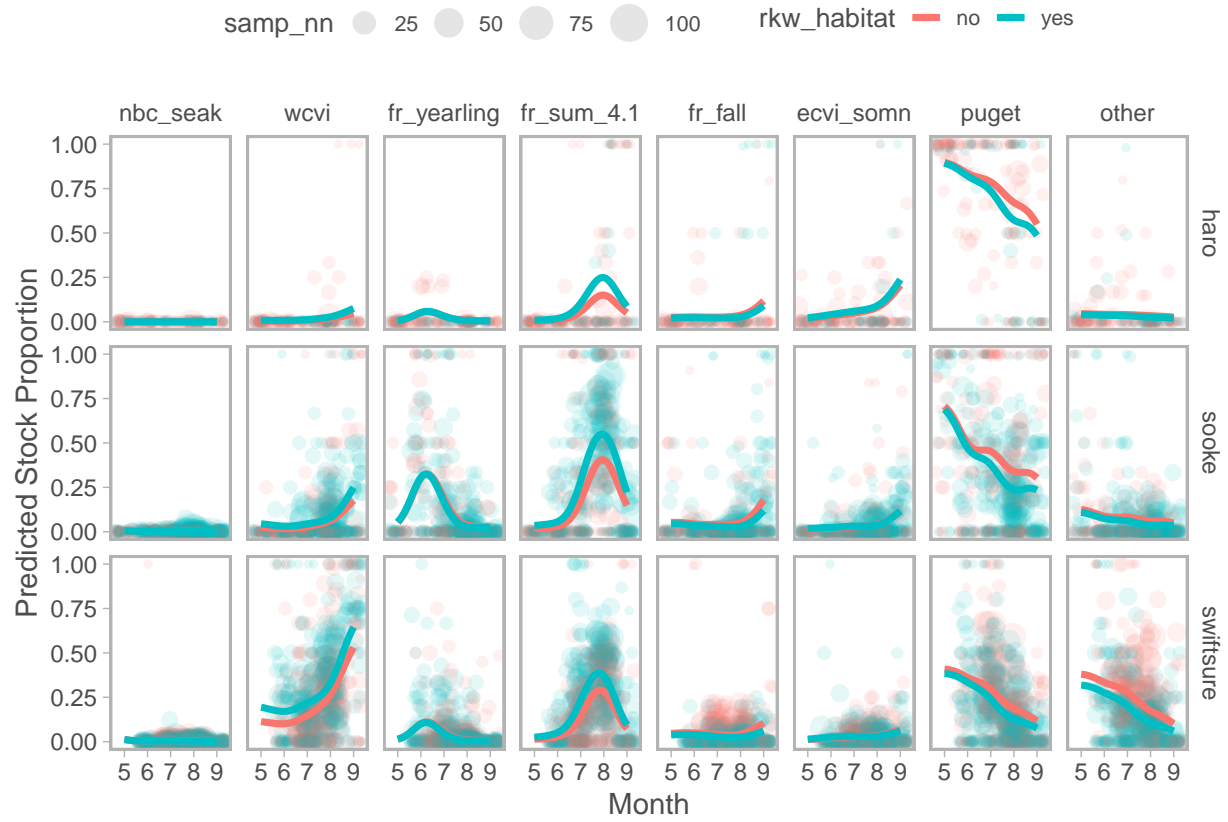 samp_nn 25 50 75 100 rkw_habitat no yes
nbc_seak wcvi fr_yearling fr_sum_4.1 fr_fall ecvi_somn puget other
Predicted Stock Proportion
1.00
0.75
0.50
0.25
0.00
haro
1.00
0.75
0.50
0.25
0.00
sooke
1.00
0.75
0.50
0.25
0.00
swiftsure
5 6 7 8 9 5 6 7 8 9 5 6 7 8 9 5 6 7 8 9 5 6 7 8 9 5 6 7 8 9 5 6 7 8 9 5 6 7 8 9
Month